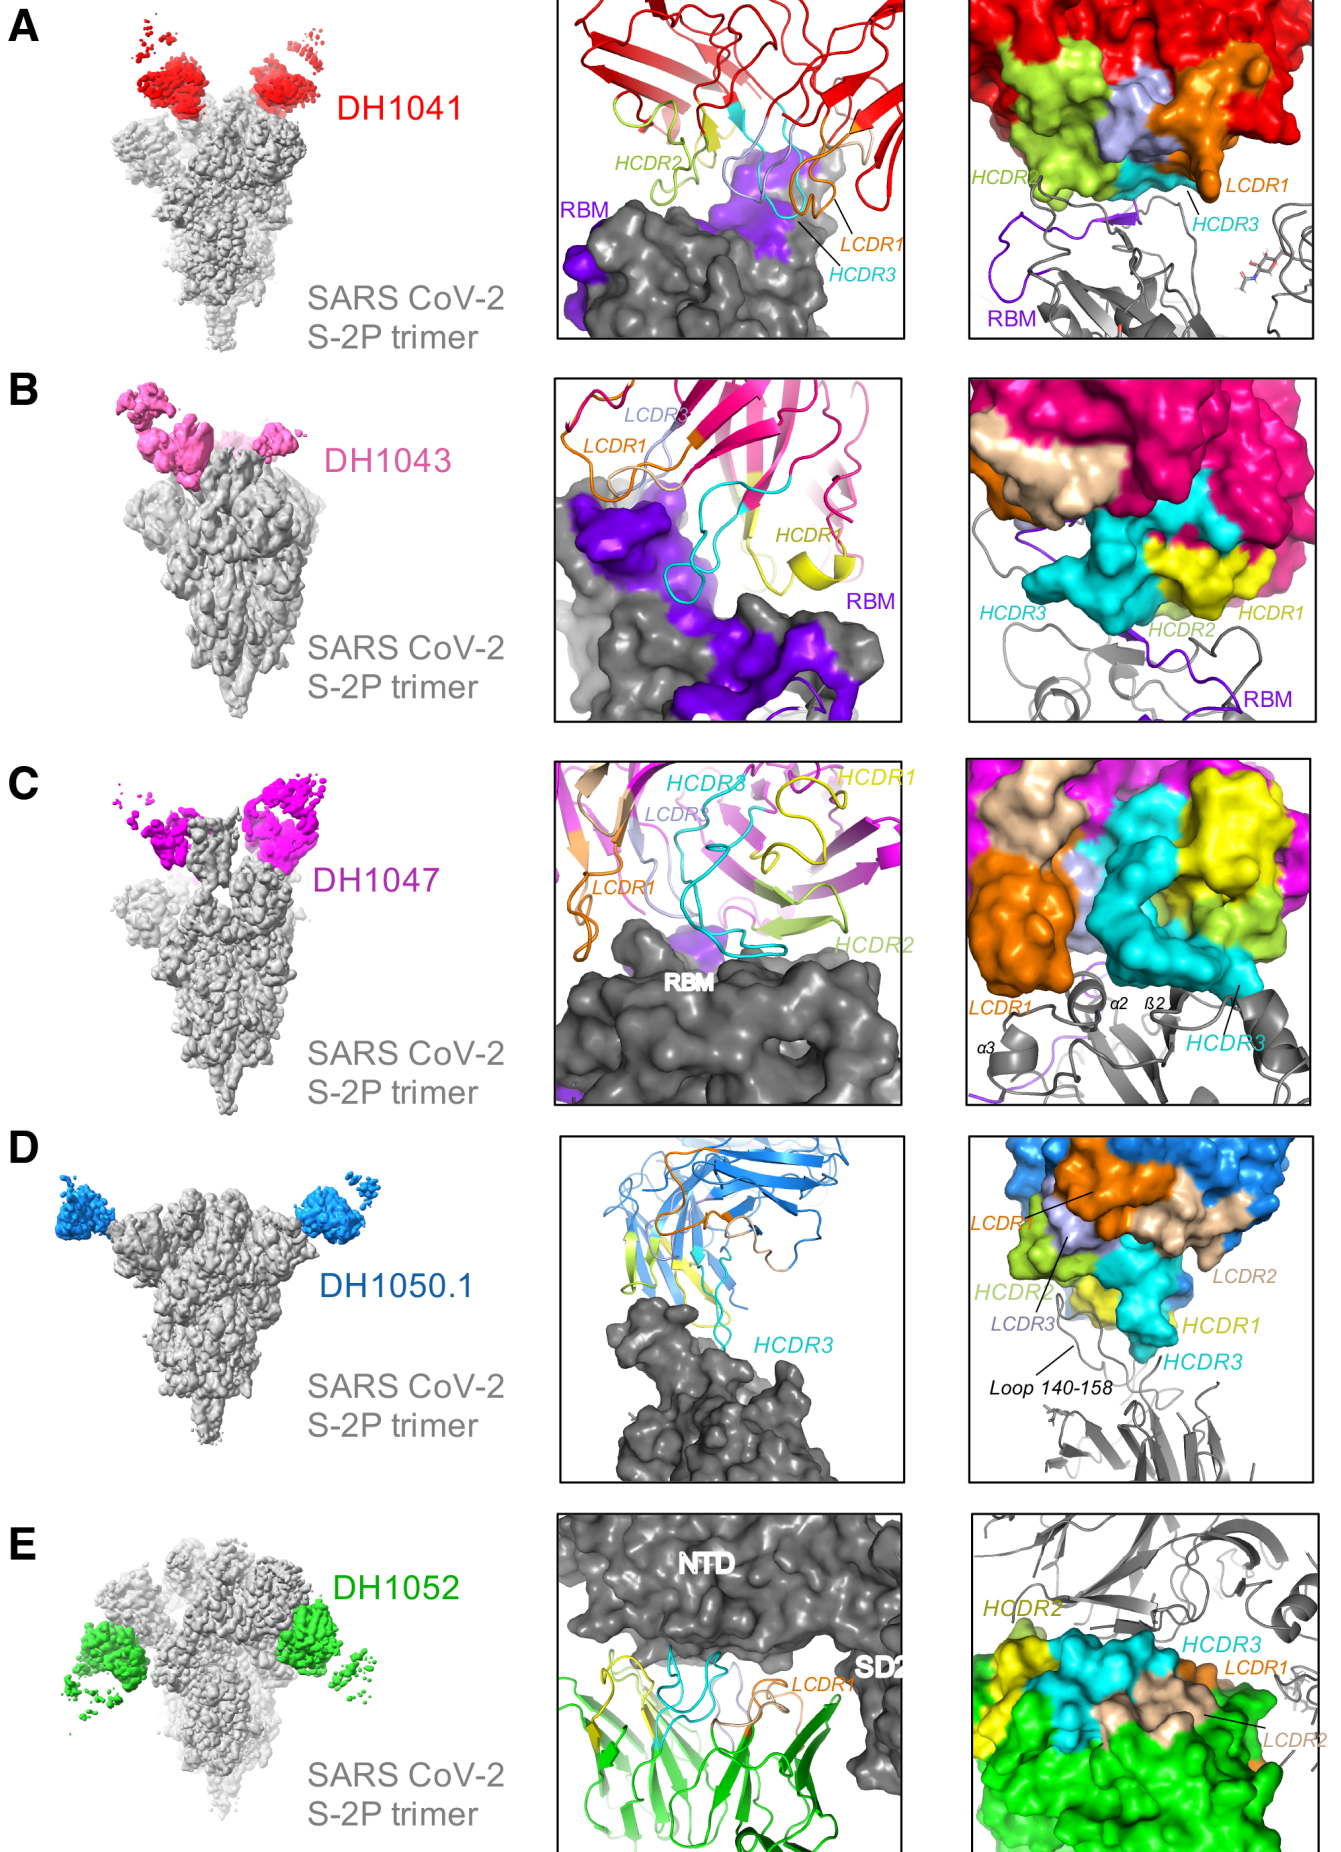 A
DH1041
SARS CoV-2
S-2P trimer
HCDR2
RBM
LCDR1
HCDR3
HCDR2
LCDR1
HCDR3
RBM
B
DH1043
SARS CoV-2
S-2P trimer
LCDR3
LCDR1
HCDR1
RBM
HCDR3
HCDR2
HCDR1
RBM
C
DH1047
SARS CoV-2
S-2P trimer
HCDR3
HCDR1
LCDR3
LCDR1
HCDR2
RBM
LCDR1
α2
ß2
HCDR3
α3
D
DH1050.1
SARS CoV-2
S-2P trimer
HCDR3
LCDR1
LCDR2
HCDR2
LCDR3
HCDR1
HCDR3
Loop 140-158
E
DH1052
SARS CoV-2
S-2P trimer
NTD
SD2
LCDR1
HCDR2
HCDR3
LCDR1
LCDR2